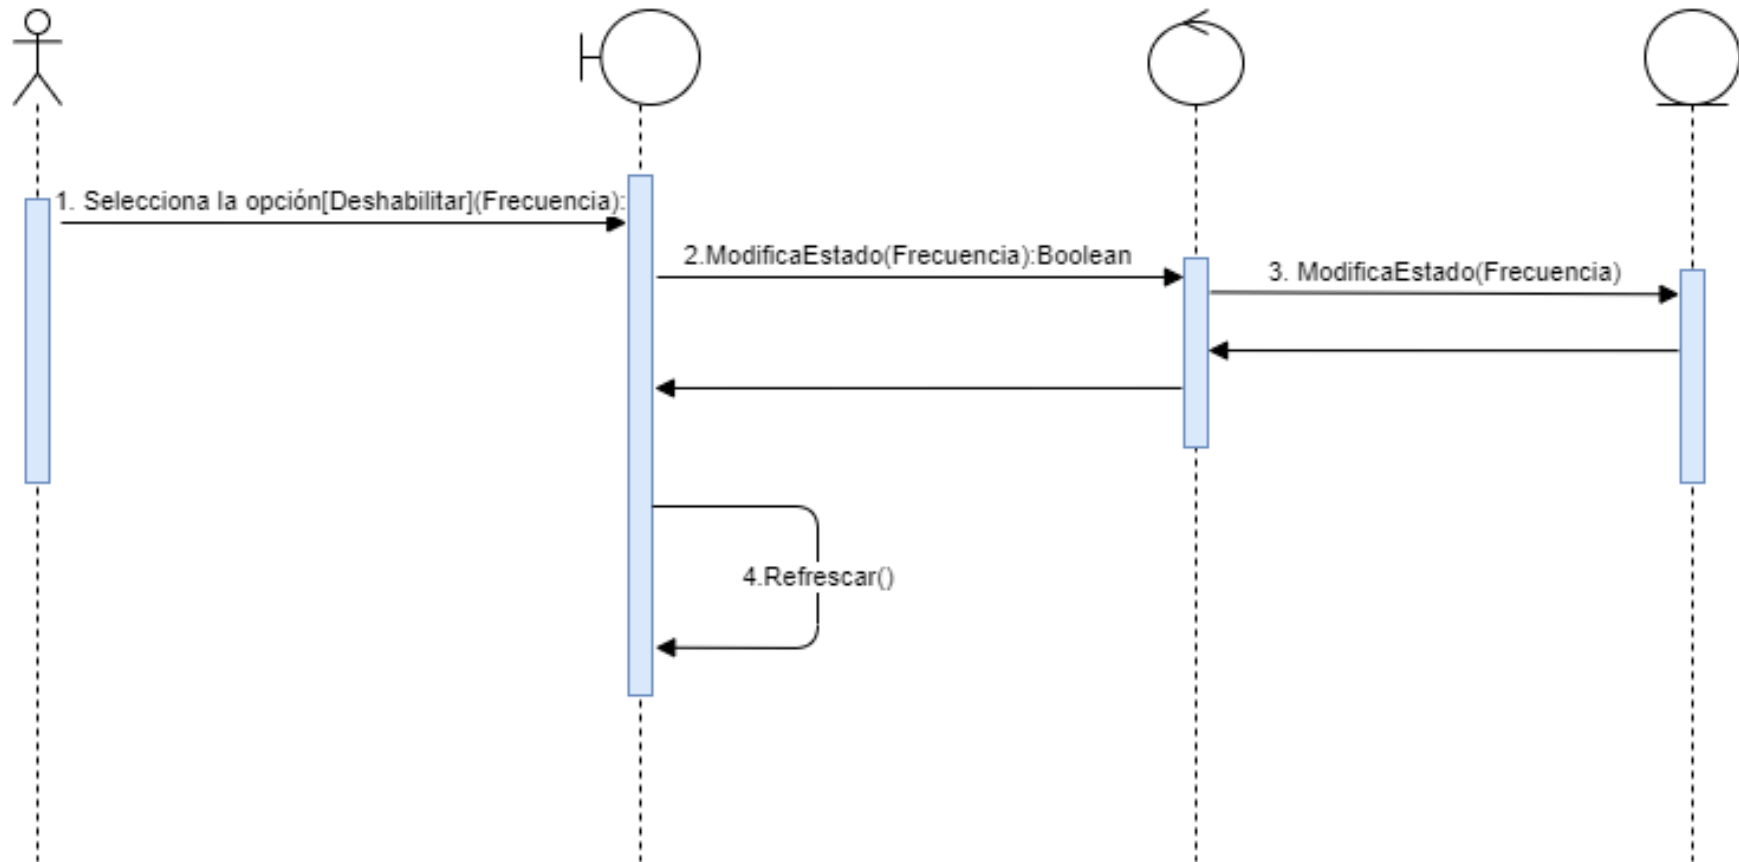 1. Selecciona la opción[Deshabilitar](Frecuencia):
2.ModificaEstado(Frecuencia):Boolean
3. ModificaEstado(Frecuencia)
4.Refrescar()